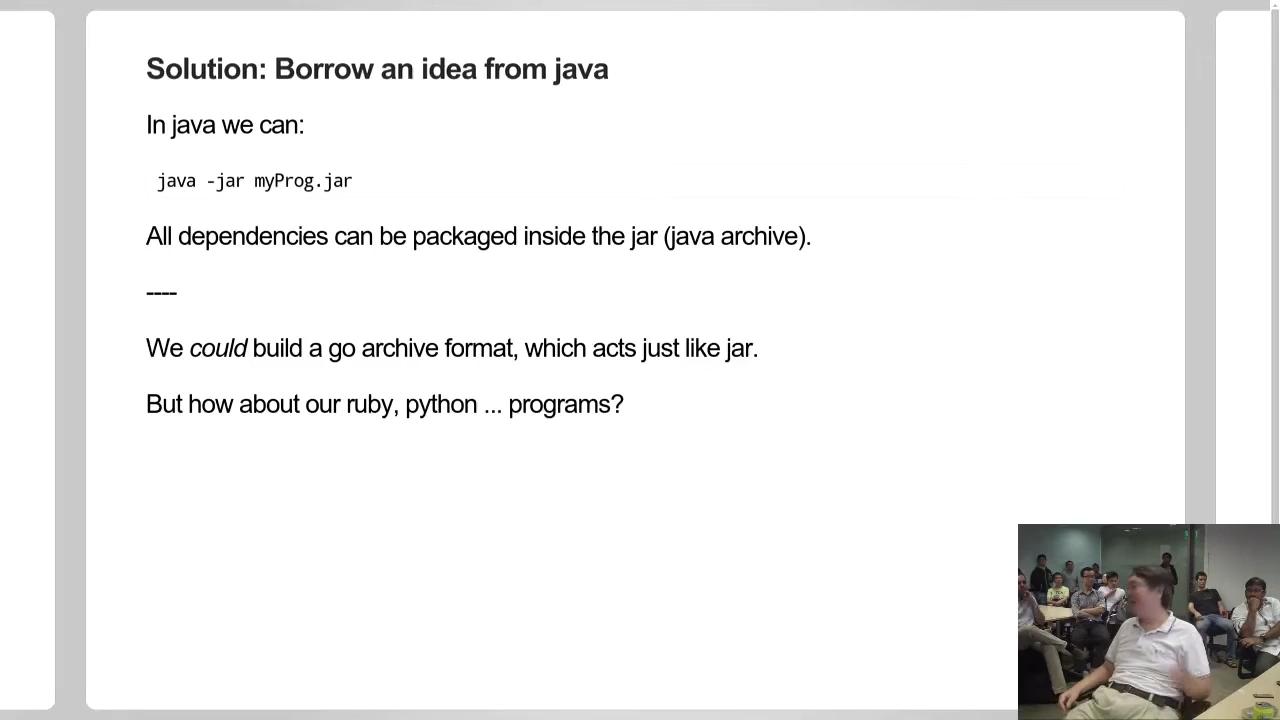 Solution: Borrow an idea from java
In java we can:
java -jar myProg.jar
All dependencies can be packaged inside the jar (java archive).
----
We could build a go archive format, which acts just like jar.
But how about our ruby, python ... programs?